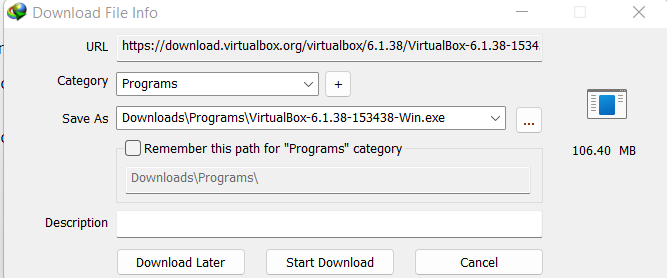 Download File Info
URL https://download.virtualbox.org/virtualbox/6.1.38/VirtualBox-6.1.38-1534
Category Programs +
Save As Downloads\Programs\VirtualBox-6.1.38-153438-Win.exe ...
Remember this path for "Programs" category
106.40 MB
Downloads\Programs\
Description
Download Later Start Download Cancel